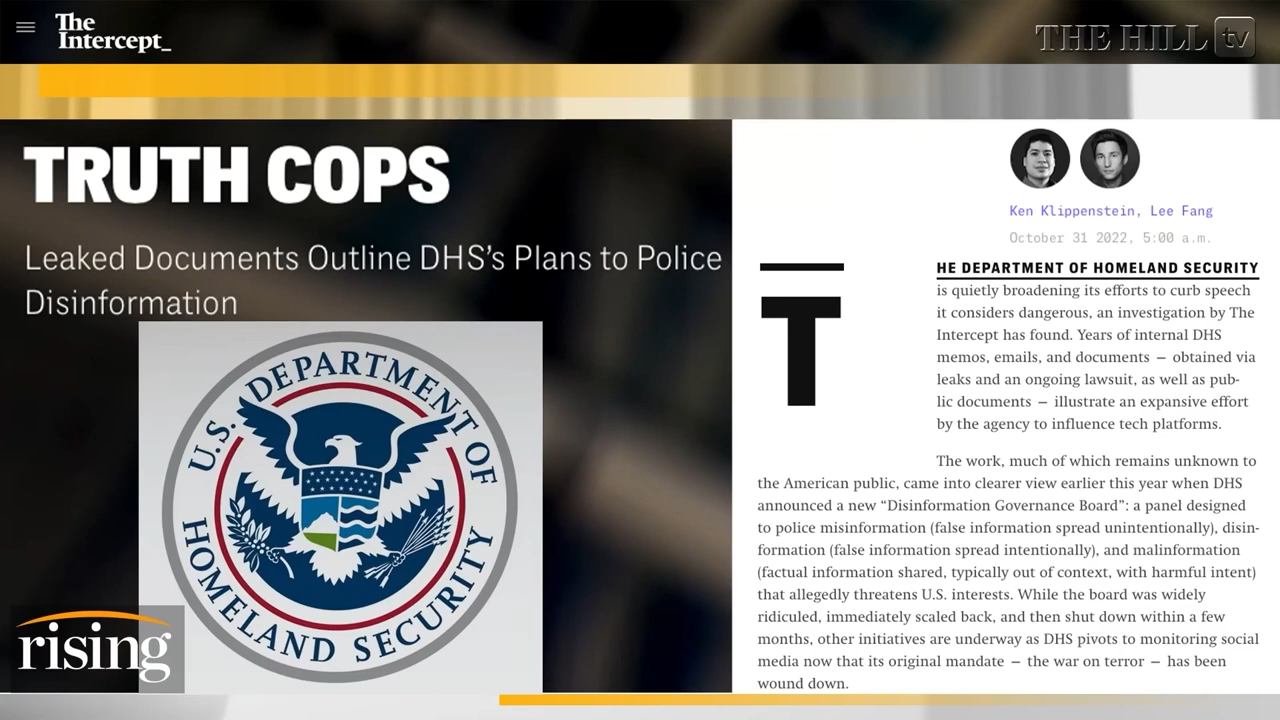 The
Intercept_
THE HILL tv
TRUTH COPS
Leaked Documents Outline DHS's Plans to Police
Disinformation
U.S. DEPARTMENT OF
HOMELAND SECURITY
rising
Ken Klippenstein, Lee Fang
October 31 2022, 5:00 a.m.
THE DEPARTMENT OF HOMELAND SECURITY
is quietly broadening its efforts to curb speech
it considers dangerous, an investigation by The
Intercept has found. Years of internal DHS
memos, emails, and documents — obtained via
leaks and an ongoing lawsuit, as well as pub-
lic documents — illustrate an expansive effort
by the agency to influence tech platforms.
The work, much of which remains unknown to
the American public, came into clearer view earlier this year when DHS
announced a new “Disinformation Governance Board”: a panel designed
to police misinformation (false information spread unintentionally), disin-
formation (false information spread intentionally), and malinformation
(factual information shared, typically out of context, with harmful intent)
that allegedly threatens U.S. interests. While the board was widely
ridiculed, immediately scaled back, and then shut down within a few
months, other initiatives are underway as DHS pivots to monitoring social
media now that its original mandate — the war on terror — has been
wound down.